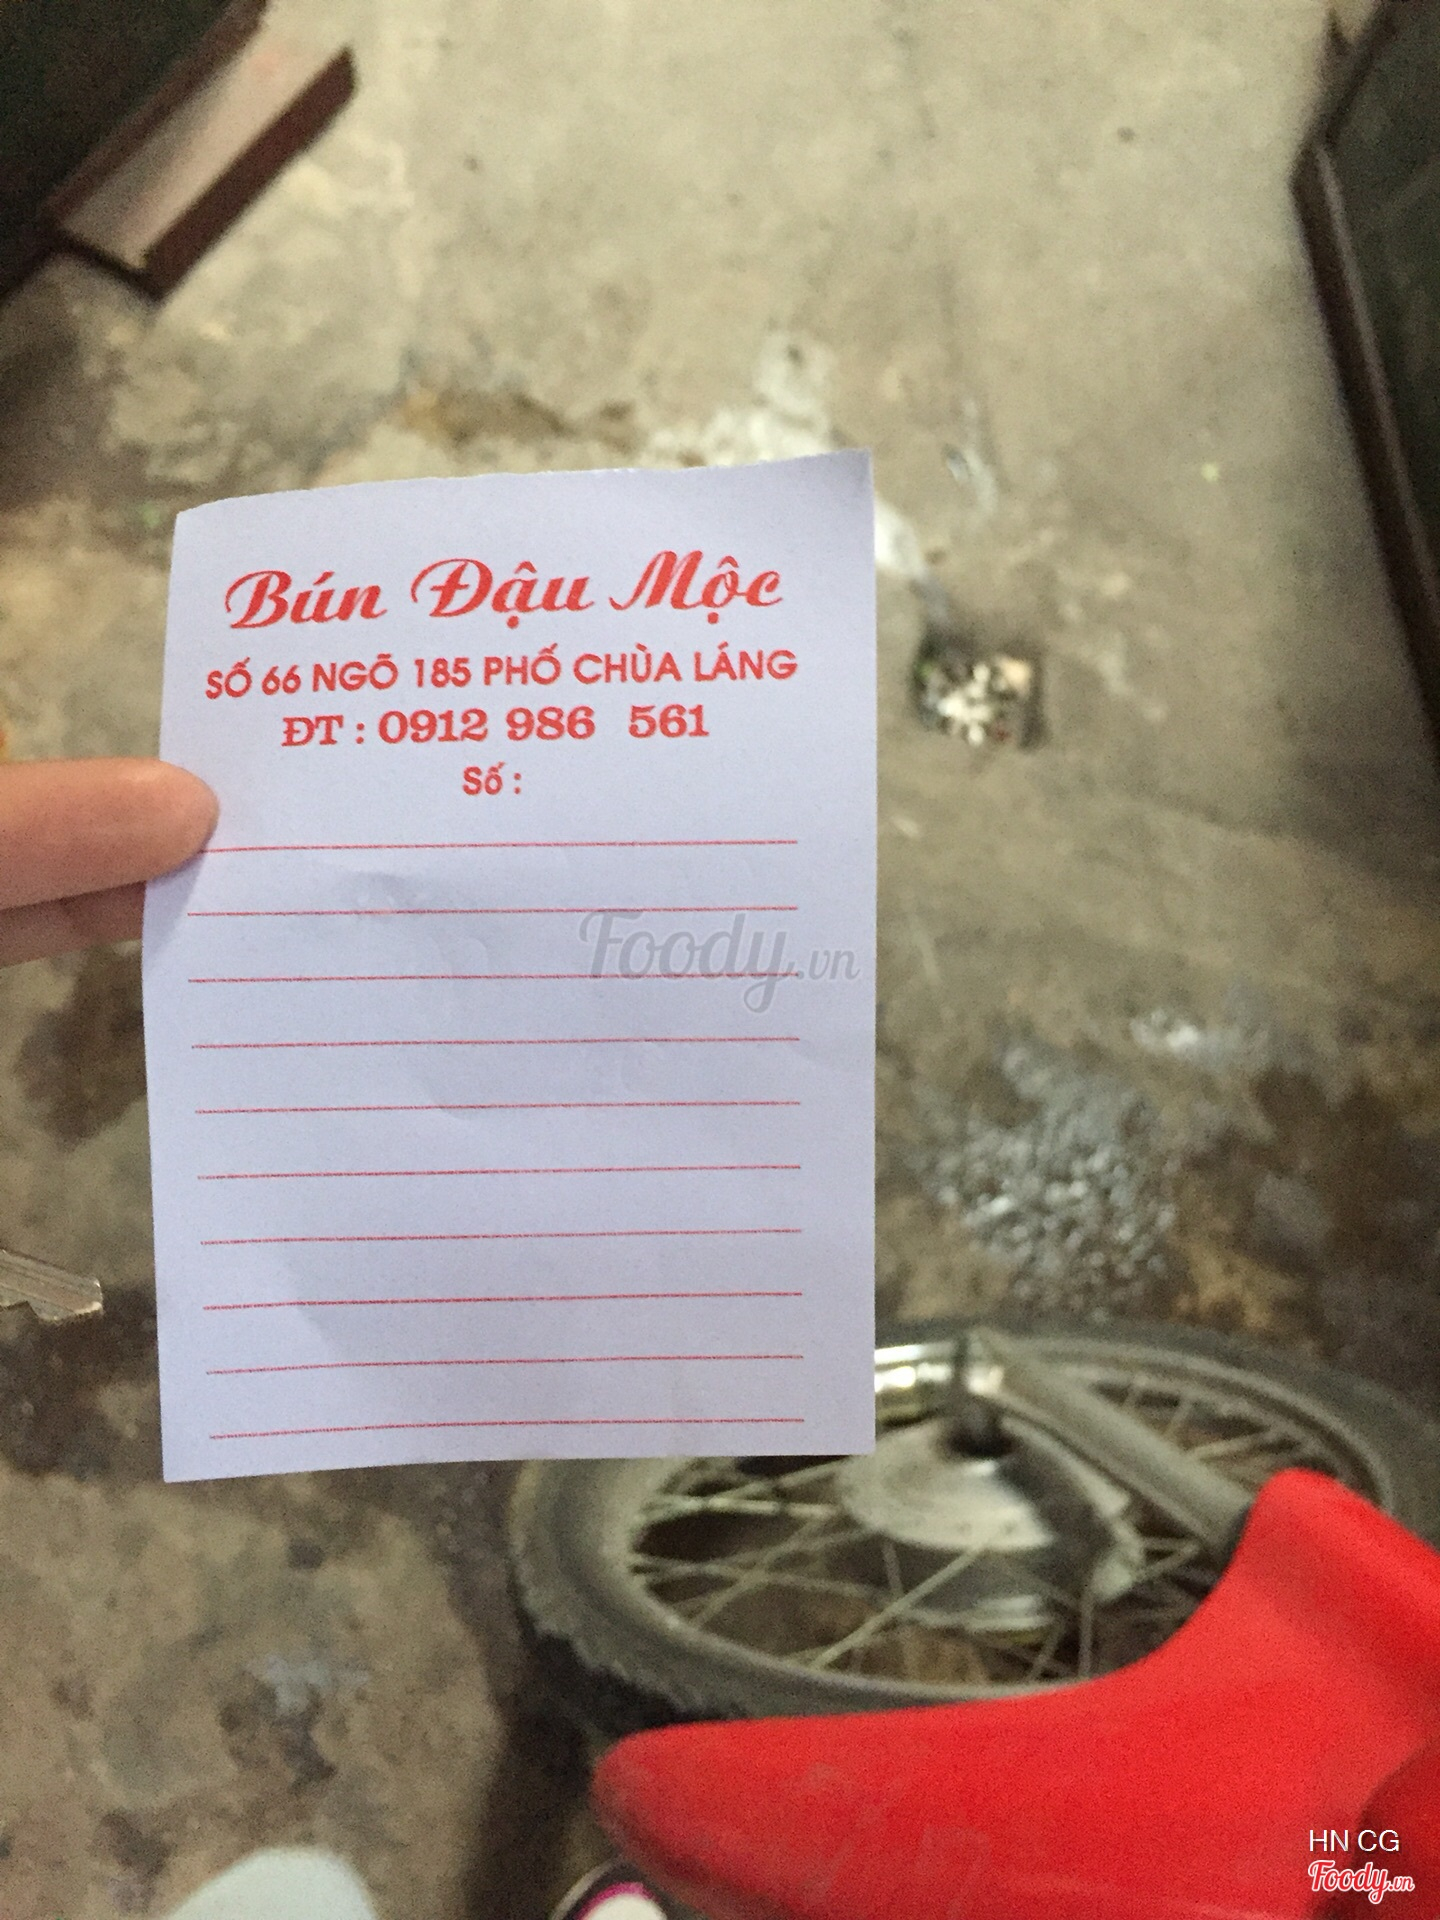 Bún Đậu Mộc
SỐ 66 NGÕ 185 PHỐ CHÙA LÁNG
ĐT : 0912 986 561
Số :
Foody.vn
HN CG
Foody.vn